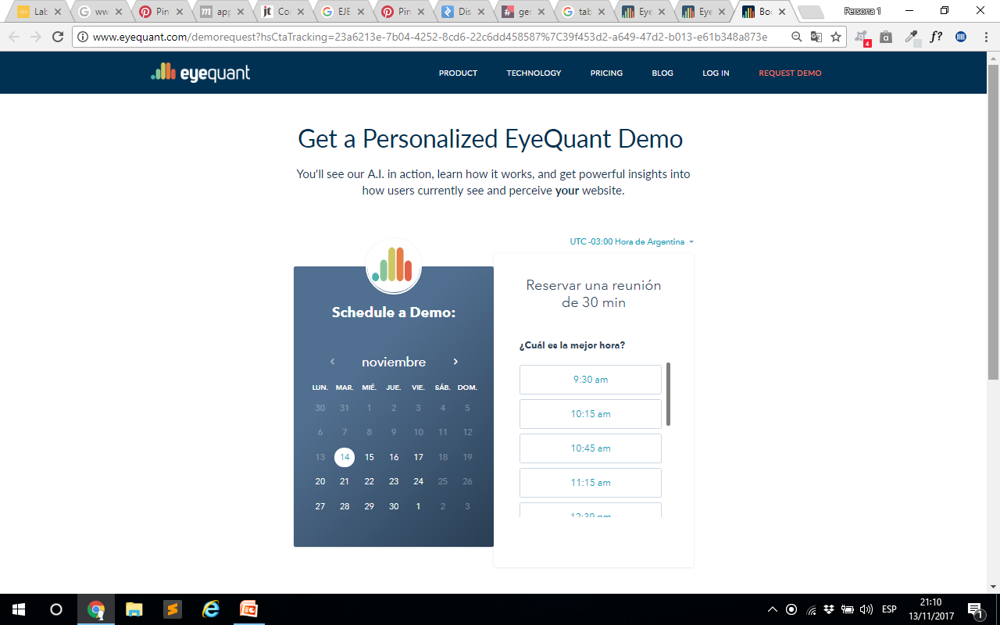 Lab
ww
Pin
app
Co
EJE
Pin
Dis
ger
tab
Eye
Eye
Boo
Persona 1
www.eyequant.com/demorequest?hsCtaTracking=23a6213e-7b04-4252-8cd6-22c6dd458587%7C39f453d2-a649-47d2-b013-e61b348a873e
4
f?
eyequant
PRODUCT
TECHNOLOGY
PRICING
BLOG
LOG IN
REQUEST DEMO
Get a Personalized EyeQuant Demo
You'll see our A.I. in action, learn how it works, and get powerful insights into
how users currently see and perceive your website.
UTC -03:00 Hora de Argentina
Schedule a Demo:
noviembre
LUN. MAR. MIÉ. JUE. VIE. SÁB. DOM.
30 31 1 2 3 4 5
6 7 8 9 10 11 12
13 14 15 16 17 18 19
20 21 22 23 24 25 26
27 28 29 30 1 2 3
Reservar una reunión
de 30 min
¿Cuál es la mejor hora?
9:30 am
10:15 am
10:45 am
11:15 am
12:30 pm
ESP
21:10
13/11/2017
1